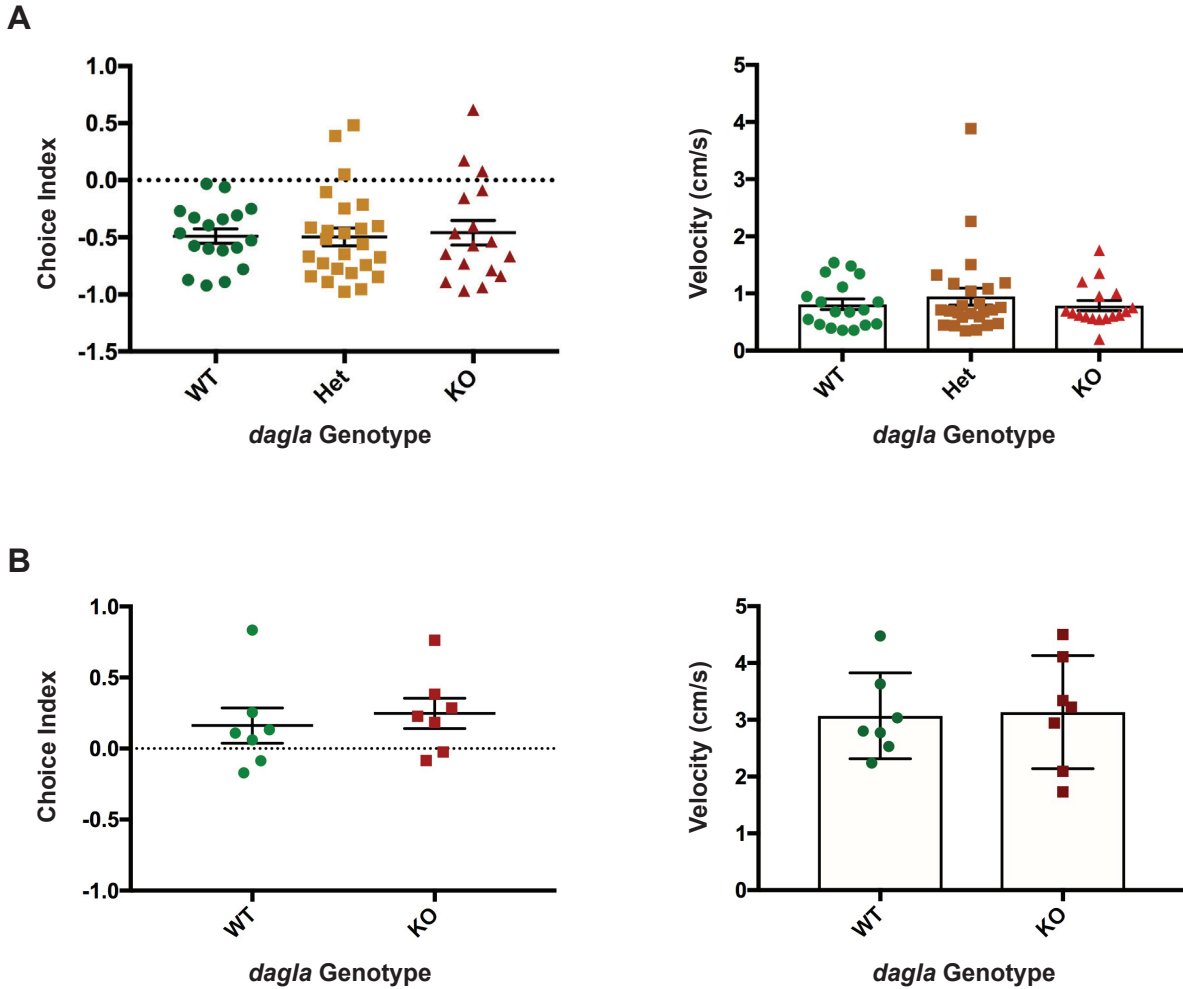 A
1.0
0.5
0.0
-0.5
-1.0
-1.5
Choice Index
WT
Het
KO
dagla Genotype
5
4
3
2
1
0
Velocity (cm/s)
WT
Het
KO
dagla Genotype
B
1.0
0.5
0.0
-0.5
-1.0
Choice Index
WT
KO
dagla Genotype
5
4
3
2
1
0
Velocity (cm/s)
WT
KO
dagla Genotype